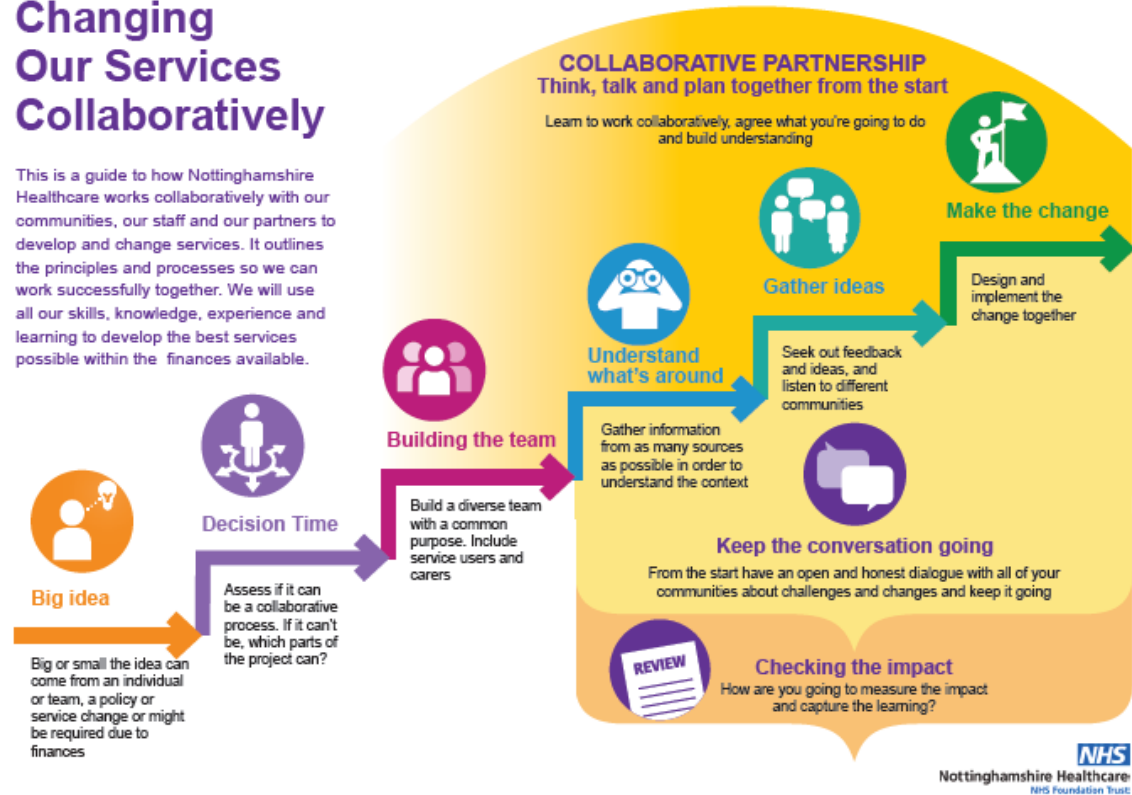 Changing
Our Services
Collaboratively
This is a guide to how Nottinghamshire
Healthcare works collaboratively with our
communities, our staff and our partners to
develop and change services. It outlines
the principles and processes so we can
work successfully together. We will use
all our skills, knowledge, experience and
learning to develop the best services
possible within the finances available.
COLLABORATIVE PARTNERSHIP
Think, talk and plan together from the start
Learn to work collaboratively, agree what you're going to do
and build understanding
Big idea
Big or small the idea can
come from an individual
or team, a policy or
service change or might
be required due to
finances
Decision Time
Assess if it can
be a collaborative
process. If it can't
be, which parts of
the project can?
Building the team
Build a diverse team
with a common
purpose. Include
service users and
carers
Understand
what's around
Gather information
from as many sources
as possible in order to
understand the context
Gather ideas
Seek out feedback
and ideas, and
listen to different
communities
Make the change
Design and
implement the
change together
Keep the conversation going
From the start have an open and honest dialogue with all of your
communities about challenges and changes and keep it going
REVIEW
Checking the impact
How are you going to measure the impact
and capture the learning?
NHS
Nottinghamshire Healthcare
NHS Foundation Trust